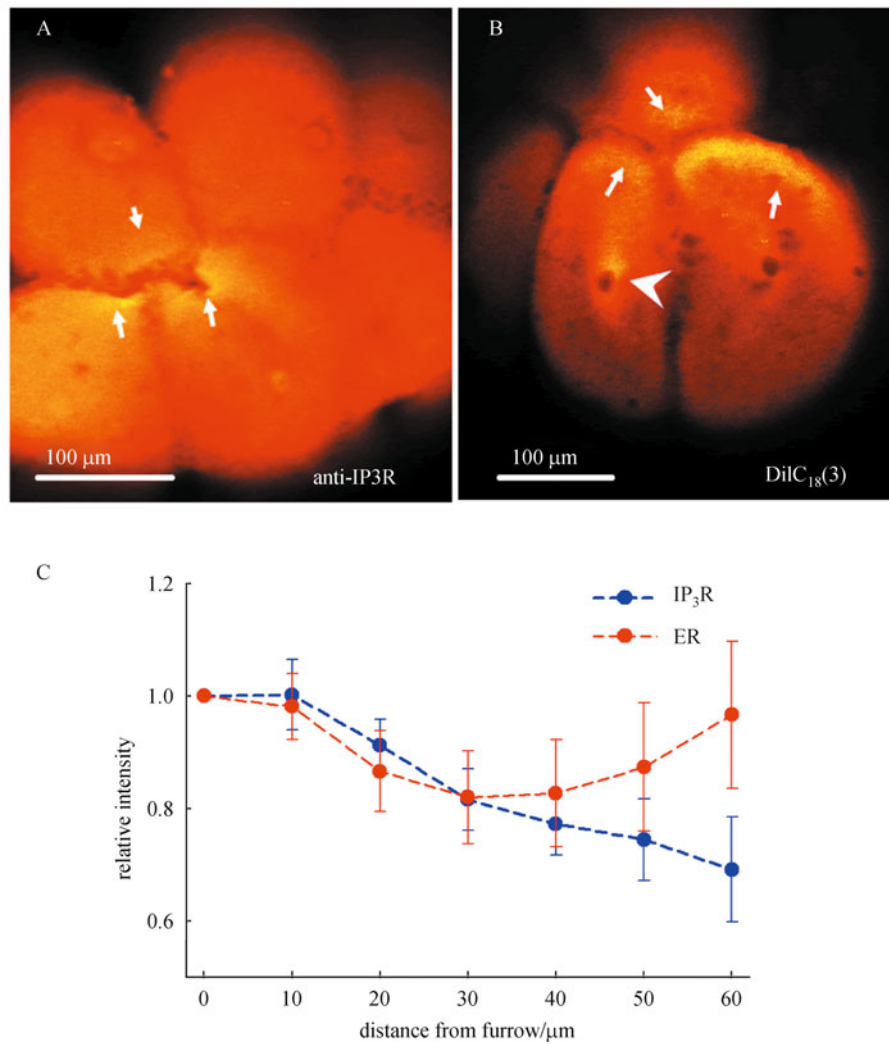 A
B
100 μm
anti-IP3R
100 μm
DilC₁₈(3)
C
1.2
1.0
0.8
0.6
relative intensity
IP₃R
ER
0 10 20 30 40 50 60
distance from furrow/μm